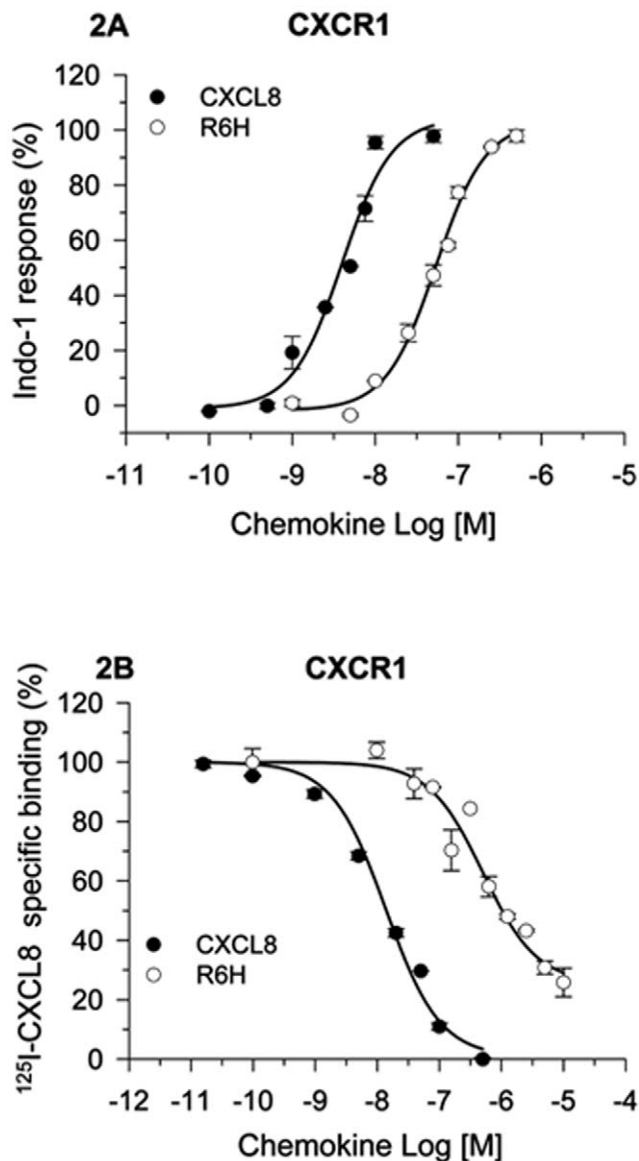 2A CXCR1
120
100
80
60
40
20
0
CXCL8
R6H
Indo-1 response (%)
-11 -10 -9 -8 -7 -6 -5
Chemokine Log [M]
2B CXCR1
120
100
80
60
40
20
0
CXCL8
R6H
¹²⁵I-CXCL8 specific binding (%)
-12 -11 -10 -9 -8 -7 -6 -5 -4
Chemokine Log [M]